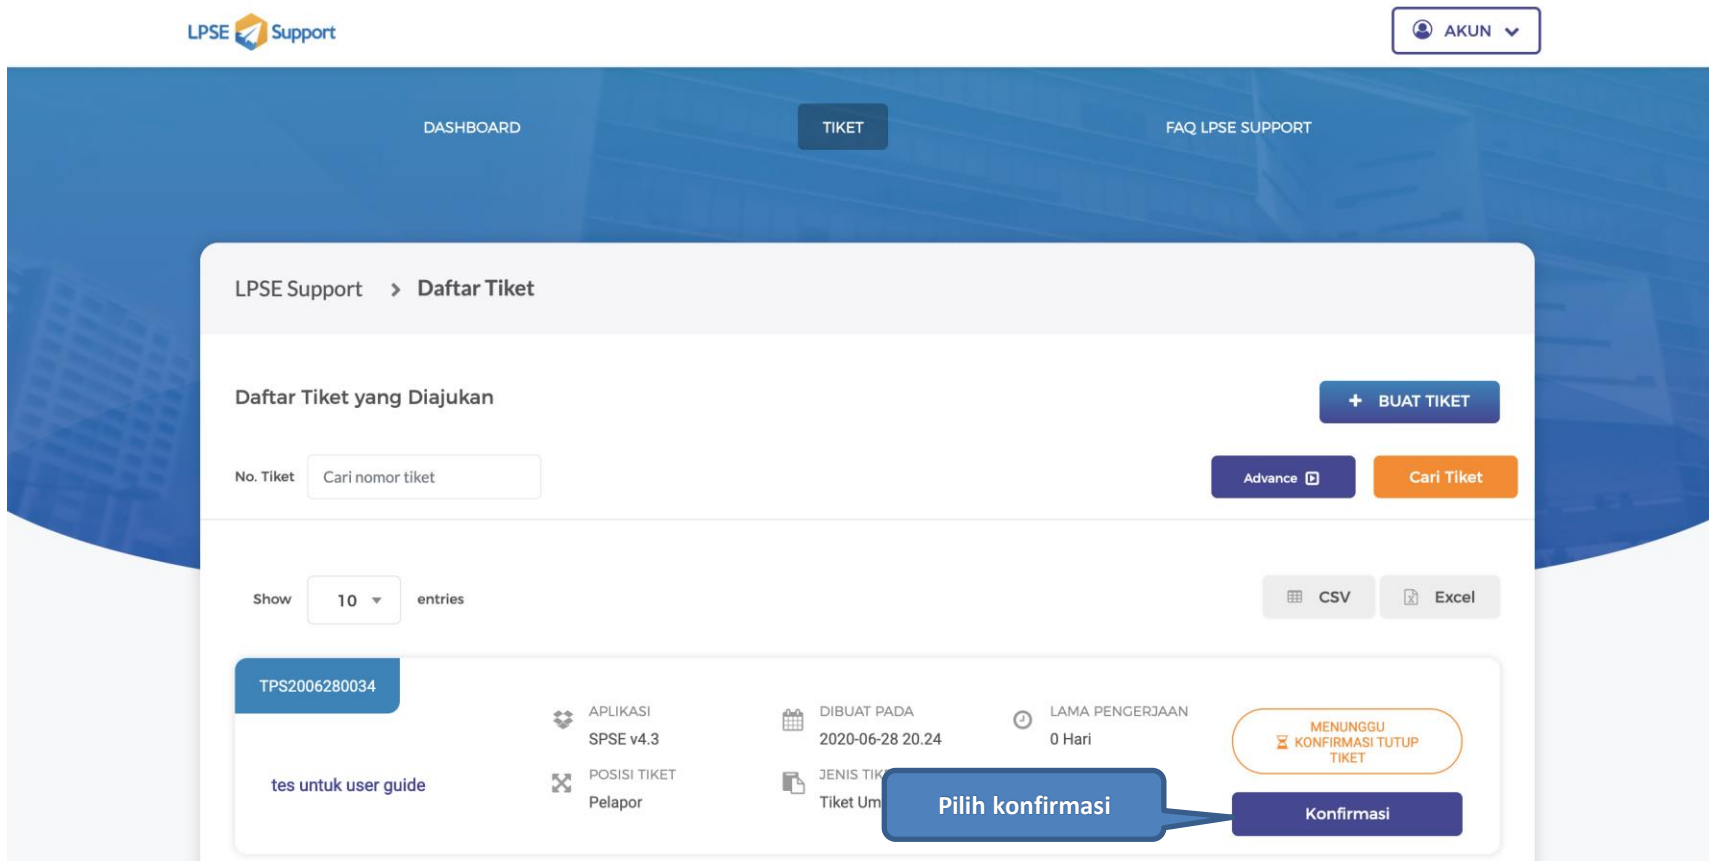 LPSE Support
AKUN
DASHBOARD
TIKET
FAQ LPSE SUPPORT
LPSE Support > Daftar Tiket
Daftar Tiket yang Diajukan
+ BUAT TIKET
No. Tiket
Cari nomor tiket
Advance
Cari Tiket
Show 10 entries
CSV
Excel
TPS2006280034
APLIKASI
SPSE v4.3
DIBUAT PADA
2020-06-28 20.24
LAMA PENGERJAAN
0 Hari
MENUNGGU
KONFIRMASI TUTUP
TIKET
tes untuk user guide
POSISI TIKET
Pelapor
JENIS
Tiket
Pilih konfirmasi
Konfirmasi